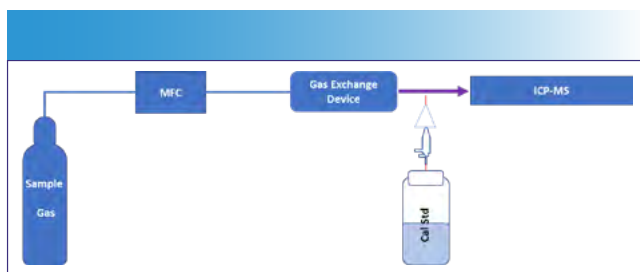 MFC
Gas Exchange
Device
ICP-MS
Sample
Gas
Cal Std